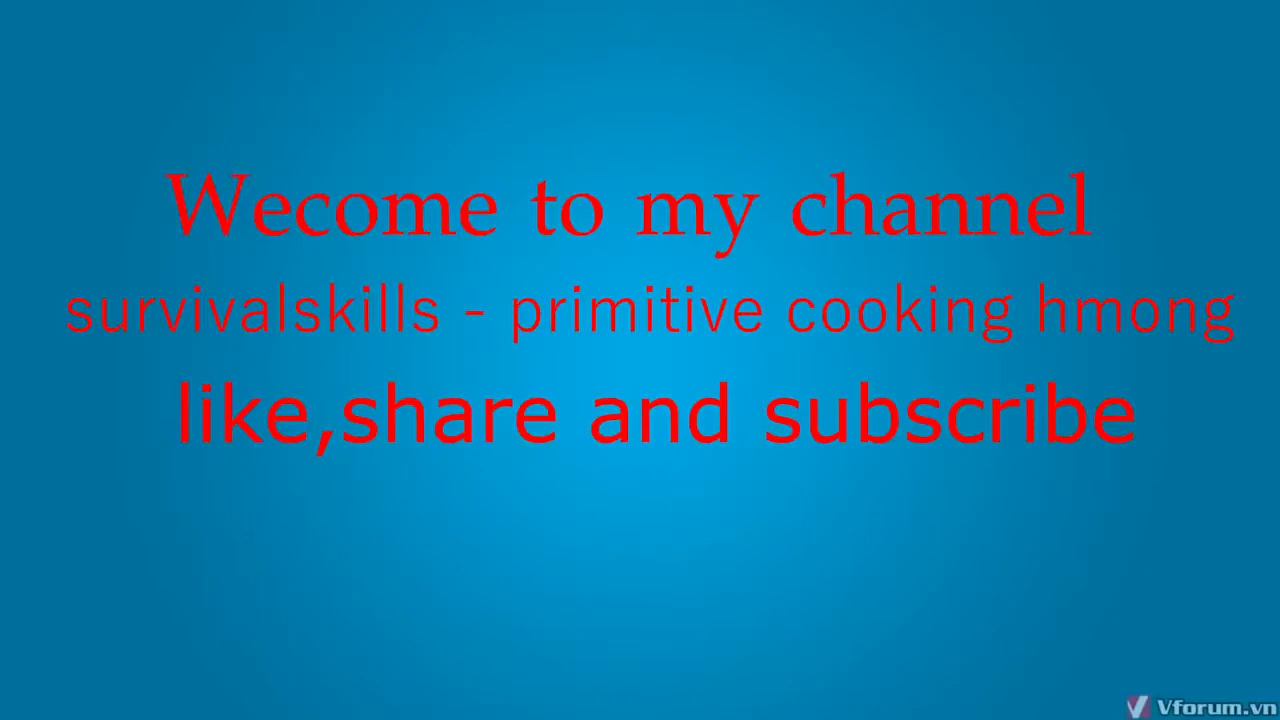 Wecome to my channel
survivalskills - primitive cooking hmong
like,share and subscribe
Vforum.vn